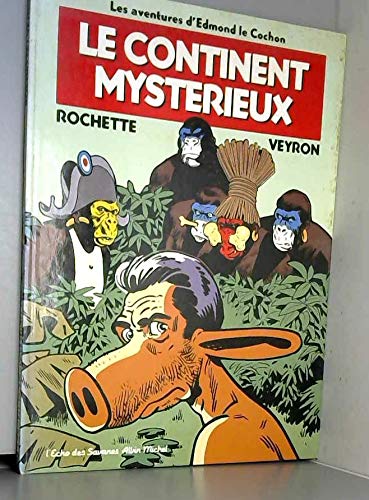 Les aventures d'Edmond le Cochon
LE CONTINENT
MYSTERIEUX
ROCHETTE
VEYRON
l'Echo des Savanes Albin Michel